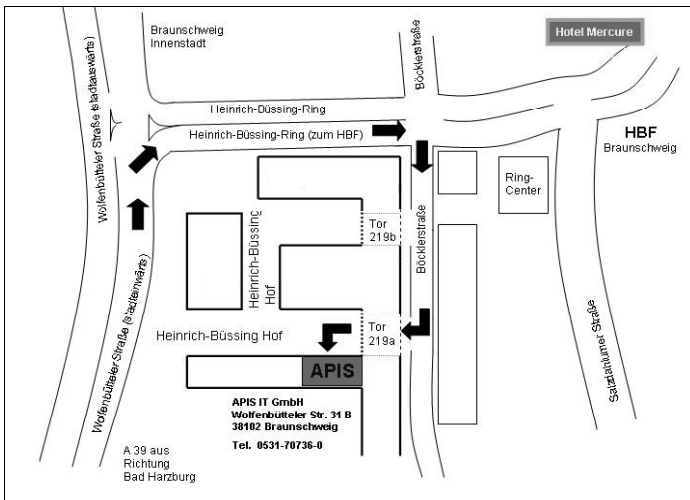 Braunschweig
Innenstadt
Hotel Mercure
Böcklerstraße
Wolfenbütteler Straße (stadtauswärts)
Heinrich-Düssing-Ring
Heinrich-Büssing-Ring (zum HBF)
HBF
Braunschweig
Ring-
Center
Tor
219b
Heinrich-Büssing
Hof
Böcklerstraße
Wolfenbütteler Straße (stadteinwärts)
Heinrich-Büssing Hof
Tor
219a
Salzdahlumer Straße
APIS
APIS IT GmbH
Wolfenbütteler Str. 31 B
38102 Braunschweig
Tel. 0531-70736-0
A 39 aus
Richtung
Bad Harzburg